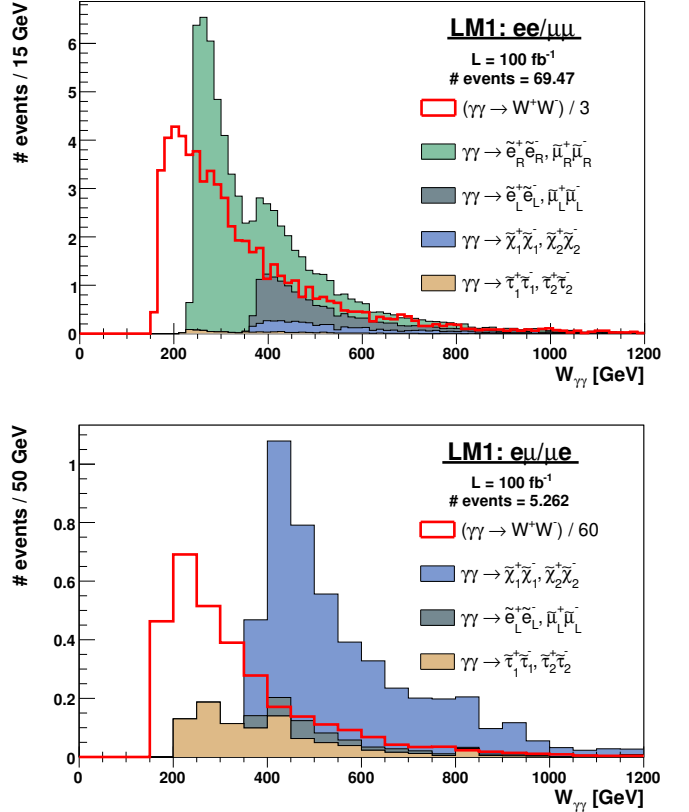 LM1: ee/μμ
L = 100 fb⁻¹
# events = 69.47
(γγ → W⁺W⁻) / 3
γγ → ẽ⁺_R ẽ⁻_R, μ̃⁺_R μ̃⁻_R
γγ → ẽ⁺_L ẽ⁻_L, μ̃⁺_L μ̃⁻_L
γγ → χ̃⁺_1 χ̃⁻_1, χ̃⁺_2 χ̃⁻_2
γγ → τ̃⁺_1 τ̃⁻_1, τ̃⁺_2 τ̃⁻_2
# events / 15 GeV
6
5
4
3
2
1
0
0 200 400 600 800 1000 1200
W_γγ [GeV]
LM1: eμ/μe
L = 100 fb⁻¹
# events = 5.262
(γγ → W⁺W⁻) / 60
γγ → χ̃⁺_1 χ̃⁻_1, χ̃⁺_2 χ̃⁻_2
γγ → ẽ⁺_L ẽ⁻_L, μ̃⁺_L μ̃⁻_L
γγ → τ̃⁺_1 τ̃⁻_1, τ̃⁺_2 τ̃⁻_2
# events / 50 GeV
1
0.8
0.6
0.4
0.2
0
0 200 400 600 800 1000 1200
W_γγ [GeV]